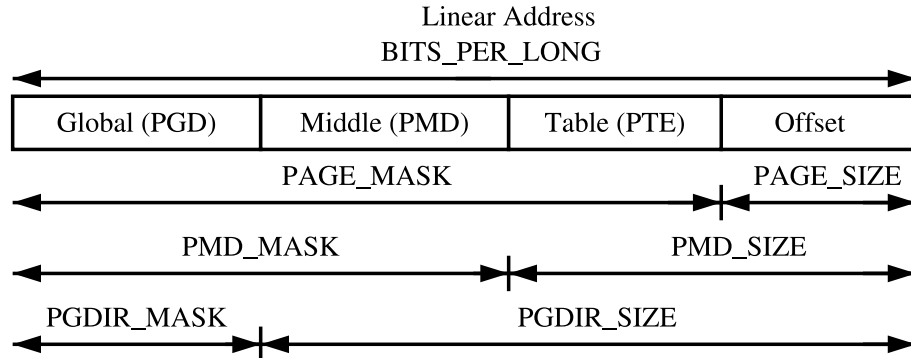 Linear Address
BITS_PER_LONG
Global (PGD) Middle (PMD) Table (PTE) Offset
PAGE_MASK PAGE_SIZE
PMD_MASK PMD_SIZE
PGDIR_MASK PGDIR_SIZE